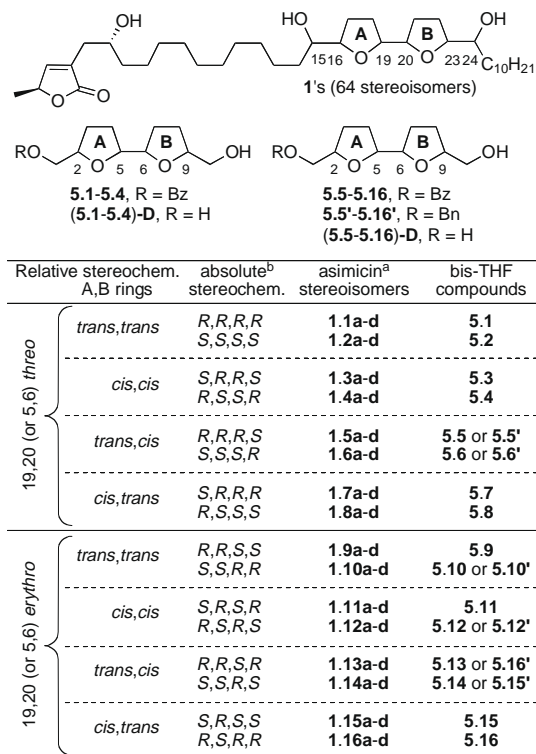 OH
HO
A
B
OH
15 16
19
20
23 24
C10H21
O
O
O
O
1's (64 stereoisomers)
RO
A
B
OH
O
O
2
5
6
9
5.1-5.4, R = Bz
(5.1-5.4)-D, R = H
RO
A
B
OH
O
O
2
5
6
9
5.5-5.16, R = Bz
5.5'-5.16', R = Bn
(5.5-5.16)-D, R = H
Relative stereochem. absolute^b asimicin^a bis-THF
A,B rings stereochem. stereoisomers compounds
19,20 (or 5,6) threo
trans,trans R,R,R,R 1.1a-d 5.1
S,S,S,S 1.2a-d 5.2
cis,cis S,R,R,S 1.3a-d 5.3
R,S,S,R 1.4a-d 5.4
trans,cis R,R,R,S 1.5a-d 5.5 or 5.5'
S,S,S,R 1.6a-d 5.6 or 5.6'
cis,trans S,R,R,R 1.7a-d 5.7
R,S,S,S 1.8a-d 5.8
19,20 (or 5,6) erythro
trans,trans R,R,S,S 1.9a-d 5.9
S,S,R,R 1.10a-d 5.10 or 5.10'
cis,cis S,R,S,R 1.11a-d 5.11
R,S,R,S 1.12a-d 5.12 or 5.12'
trans,cis R,R,S,R 1.13a-d 5.13 or 5.16'
S,S,R,S 1.14a-d 5.14 or 5.15'
cis,trans S,R,S,S 1.15a-d 5.15
R,S,R,R 1.16a-d 5.16